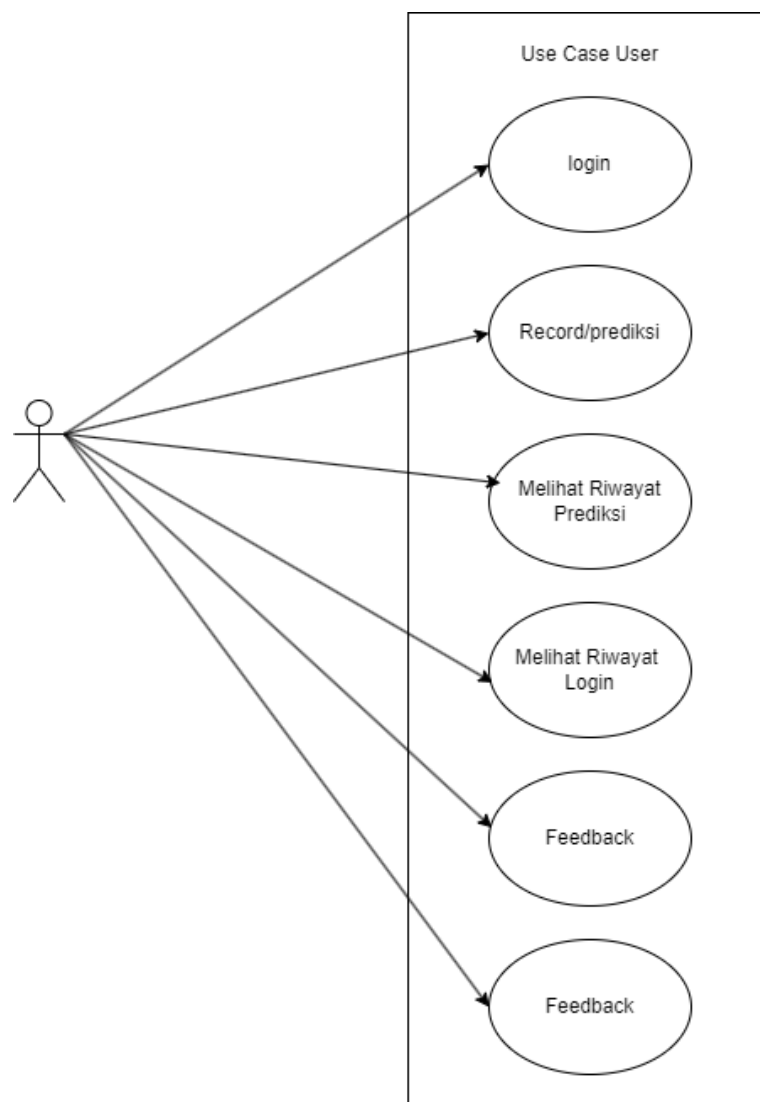 Use Case User
login
Record/prediksi
Melihat Riwayat
Prediksi
Melihat Riwayat
Login
Feedback
Feedback